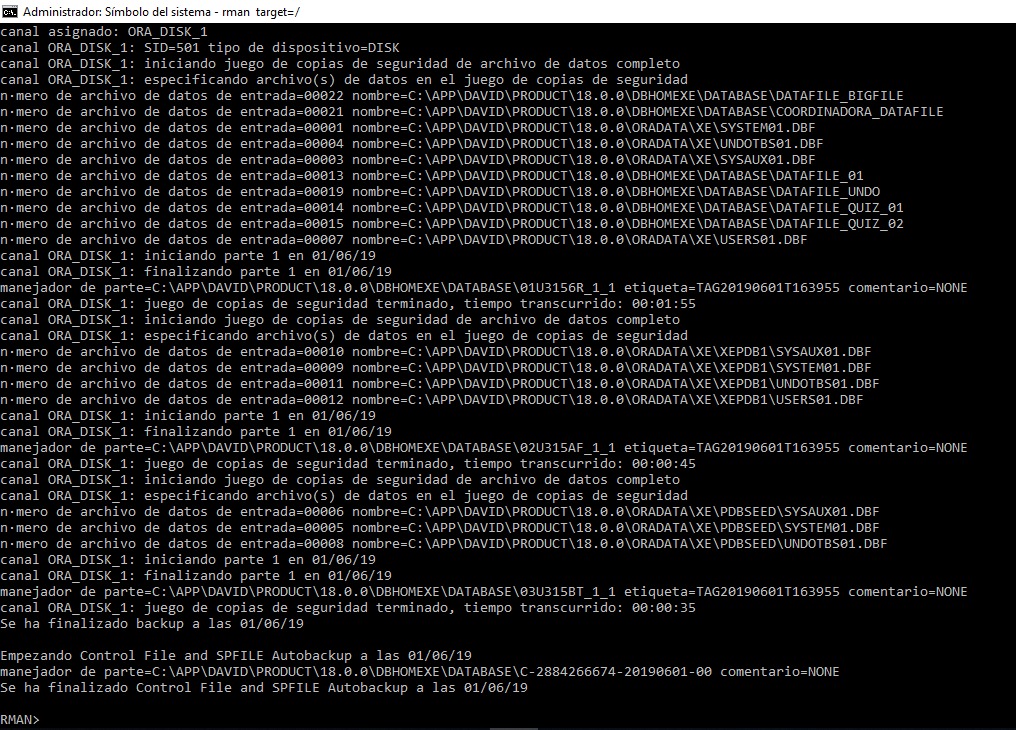 Administrador: Símbolo del sistema - rman target=/
canal asignado: ORA_DISK_1
canal ORA_DISK_1: SID=501 tipo de dispositivo=DISK
canal ORA_DISK_1: iniciando juego de copias de seguridad de archivo de datos completo
canal ORA_DISK_1: especificando archivo(s) de datos en el juego de copias de seguridad
n·mero de archivo de datos de entrada=00022 nombre=C:\APP\DAVID\PRODUCT\18.0.0\DBHOMEXE\DATABASE\DATAFILE_BIGFILE
n·mero de archivo de datos de entrada=00021 nombre=C:\APP\DAVID\PRODUCT\18.0.0\DBHOMEXE\DATABASE\COORDINADORA_DATAFILE
n·mero de archivo de datos de entrada=00001 nombre=C:\APP\DAVID\PRODUCT\18.0.0\ORADATA\XE\SYSTEM01.DBF
n·mero de archivo de datos de entrada=00004 nombre=C:\APP\DAVID\PRODUCT\18.0.0\ORADATA\XE\UNDOTBS01.DBF
n·mero de archivo de datos de entrada=00003 nombre=C:\APP\DAVID\PRODUCT\18.0.0\ORADATA\XE\SYSAUX01.DBF
n·mero de archivo de datos de entrada=00013 nombre=C:\APP\DAVID\PRODUCT\18.0.0\DBHOMEXE\DATABASE\DATAFILE_01
n·mero de archivo de datos de entrada=00019 nombre=C:\APP\DAVID\PRODUCT\18.0.0\DBHOMEXE\DATABASE\DATAFILE_UNDO
n·mero de archivo de datos de entrada=00014 nombre=C:\APP\DAVID\PRODUCT\18.0.0\DBHOMEXE\DATABASE\DATAFILE_QUIZ_01
n·mero de archivo de datos de entrada=00015 nombre=C:\APP\DAVID\PRODUCT\18.0.0\DBHOMEXE\DATABASE\DATAFILE_QUIZ_02
n·mero de archivo de datos de entrada=00007 nombre=C:\APP\DAVID\PRODUCT\18.0.0\ORADATA\XE\USERS01.DBF
canal ORA_DISK_1: iniciando parte 1 en 01/06/19
canal ORA_DISK_1: finalizando parte 1 en 01/06/19
manejador de parte=C:\APP\DAVID\PRODUCT\18.0.0\DBHOMEXE\DATABASE\01U3156R_1_1 etiqueta=TAG20190601T163955 comentario=NONE
canal ORA_DISK_1: juego de copias de seguridad terminado, tiempo transcurrido: 00:01:55
canal ORA_DISK_1: iniciando juego de copias de seguridad de archivo de datos completo
canal ORA_DISK_1: especificando archivo(s) de datos en el juego de copias de seguridad
n·mero de archivo de datos de entrada=00010 nombre=C:\APP\DAVID\PRODUCT\18.0.0\ORADATA\XE\XEPDB1\SYSAUX01.DBF
n·mero de archivo de datos de entrada=00009 nombre=C:\APP\DAVID\PRODUCT\18.0.0\ORADATA\XE\XEPDB1\SYSTEM01.DBF
n·mero de archivo de datos de entrada=00011 nombre=C:\APP\DAVID\PRODUCT\18.0.0\ORADATA\XE\XEPDB1\UNDOTBS01.DBF
n·mero de archivo de datos de entrada=00012 nombre=C:\APP\DAVID\PRODUCT\18.0.0\ORADATA\XE\XEPDB1\USERS01.DBF
canal ORA_DISK_1: iniciando parte 1 en 01/06/19
canal ORA_DISK_1: finalizando parte 1 en 01/06/19
manejador de parte=C:\APP\DAVID\PRODUCT\18.0.0\DBHOMEXE\DATABASE\02U315AF_1_1 etiqueta=TAG20190601T163955 comentario=NONE
canal ORA_DISK_1: juego de copias de seguridad terminado, tiempo transcurrido: 00:00:45
canal ORA_DISK_1: iniciando juego de copias de seguridad de archivo de datos completo
canal ORA_DISK_1: especificando archivo(s) de datos en el juego de copias de seguridad
n·mero de archivo de datos de entrada=00006 nombre=C:\APP\DAVID\PRODUCT\18.0.0\ORADATA\XE\PDBSEED\SYSAUX01.DBF
n·mero de archivo de datos de entrada=00005 nombre=C:\APP\DAVID\PRODUCT\18.0.0\ORADATA\XE\PDBSEED\SYSTEM01.DBF
n·mero de archivo de datos de entrada=00008 nombre=C:\APP\DAVID\PRODUCT\18.0.0\ORADATA\XE\PDBSEED\UNDOTBS01.DBF
canal ORA_DISK_1: iniciando parte 1 en 01/06/19
canal ORA_DISK_1: finalizando parte 1 en 01/06/19
manejador de parte=C:\APP\DAVID\PRODUCT\18.0.0\DBHOMEXE\DATABASE\03U315BT_1_1 etiqueta=TAG20190601T163955 comentario=NONE
canal ORA_DISK_1: juego de copias de seguridad terminado, tiempo transcurrido: 00:00:35
Se ha finalizado backup a las 01/06/19
Empezando Control File and SPFILE Autobackup a las 01/06/19
manejador de parte=C:\APP\DAVID\PRODUCT\18.0.0\DBHOMEXE\DATABASE\C-2884266674-20190601-00 comentario=NONE
Se ha finalizado Control File and SPFILE Autobackup a las 01/06/19
RMAN>